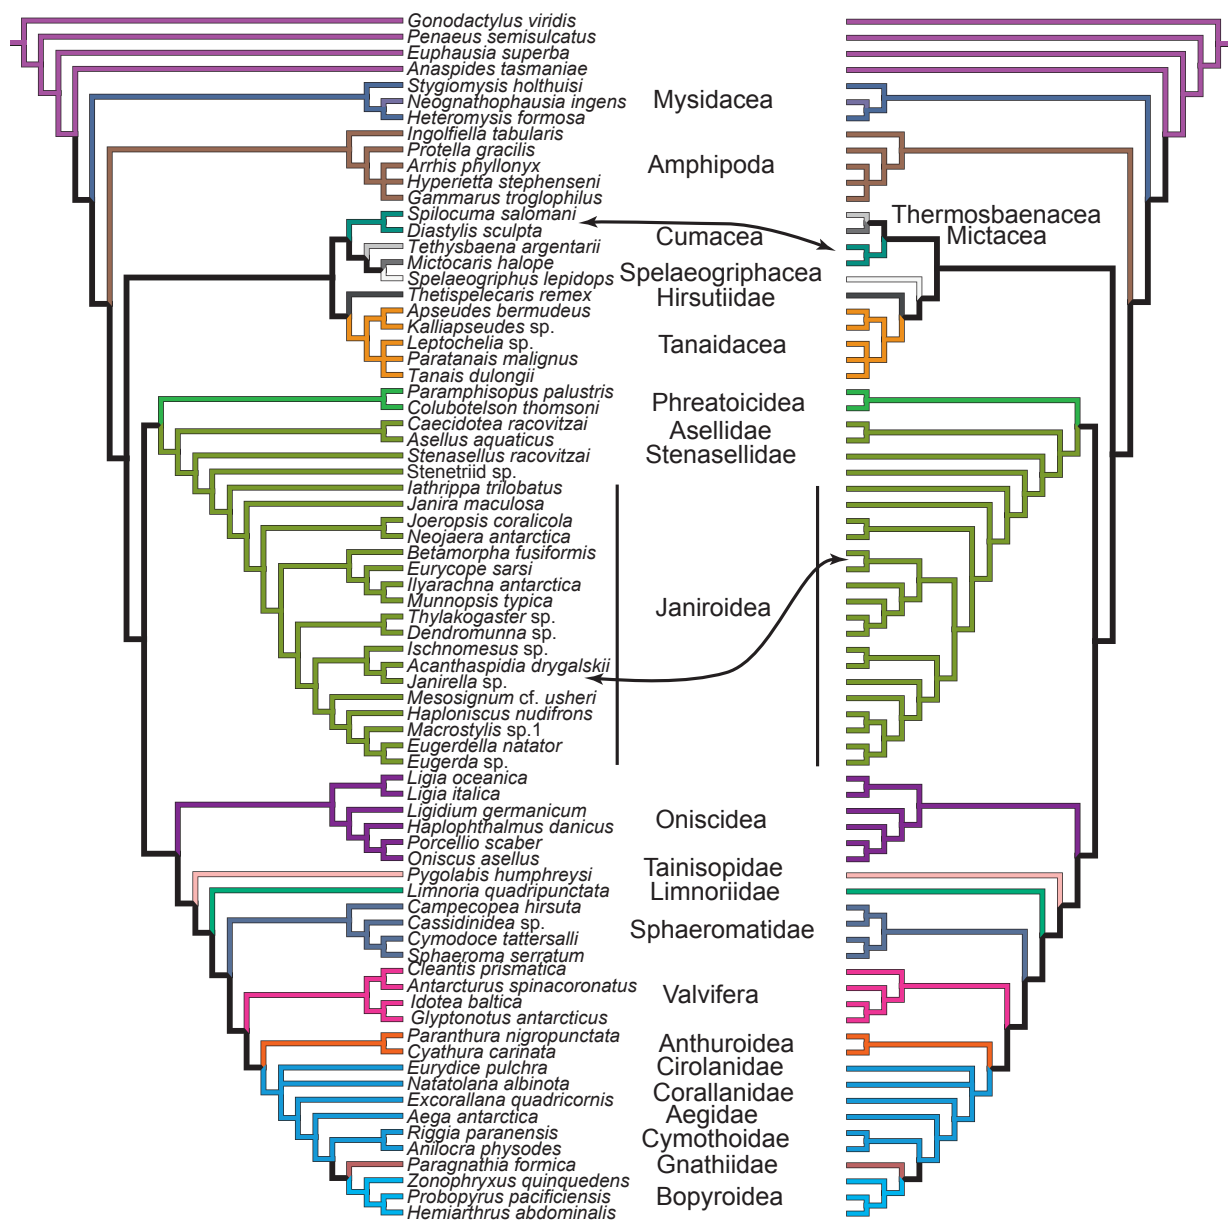 Gonodactylus viridis
Penaeus semisulcatus
Euphausia superba
Anaspides tasmaniae
Stygiomysis holthuisi
Neognathophausia ingens
Heteromysis formosa
Mysidacea
Ingolfiella tabularis
Protella gracilis
Arrhis phyllonyx
Hyperietta stephenseni
Gammarus troglophilus
Amphipoda
Spilocuma salomani
Diastylis sculpta
Tethysbaena argentarii
Mictocaris halope
Spelaeogriphus lepidops
Thetispelecaris remex
Thermosbaenacea
Mictacea
Cumacea
Spelaeogriphacea
Hirsutiidae
Apseudes bermudeus
Kalliapseudes sp.
Leptochelia sp.
Paratanais malignus
Tanais dulongii
Tanaidacea
Paramphisopus palustris
Colubotelson thomsoni
Phreatoicidea
Caecidotea racovitzai
Asellus aquaticus
Asellidae
Stenasellus racovitzai
Stenasellidae
Stenetriid sp.
Iathrippa trilobatus
Janira maculosa
Joeropsis coralicola
Neojaera antarctica
Betamorpha fusiformis
Eurycope sarsi
Ilyarachna antarctica
Munnopsis typica
Thylakogaster sp.
Dendromunna sp.
Ischnomesus sp.
Acanthaspidia drygalskii
Janirella sp.
Mesosignum cf. usheri
Haploniscus nudifrons
Macrostylis sp.1
Eugerdella natator
Eugerda sp.
Janiroidea
Ligia oceanica
Ligia italica
Ligidium germanicum
Haplophthalmus danicus
Porcellio scaber
Oniscus asellus
Oniscidea
Pygolabis humphreysi
Tainisopidae
Limnoria quadripunctata
Limnoriidae
Campecopea hirsuta
Cassidinidea sp.
Cymodoce tattersalli
Sphaeroma serratum
Sphaeromatidae
Cleantis prismatica
Antarcturus spinacoronatus
Idotea baltica
Glyptonotus antarcticus
Valvifera
Paranthura nigropunctata
Cyathura carinata
Anthuroidea
Eurydice pulchra
Natatolana albinota
Cirolanidae
Excorallana quadricornis
Corallanidae
Aega antarctica
Aegidae
Riggia paranensis
Anilocra physodes
Cymothoidae
Paragnathia formica
Gnathiidae
Zonophryxus quinquedens
Probopyrus pacificiensis
Hemiarthrus abdominalis
Bopyroidea